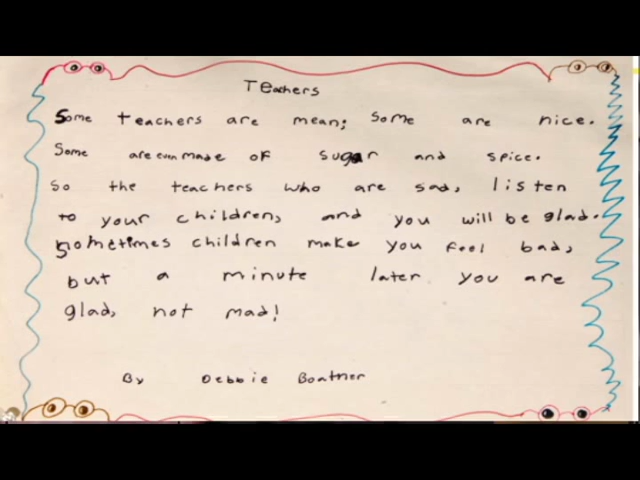 Teachers
Some teachers are mean; Some are nice.
Some are even made of sugar and spice.
So the teachers who are sad, listen
to your children, and you will be glad.
Sometimes children make you feel bad,
but a minute later you are
glad, not mad!
By Debbie Boatner